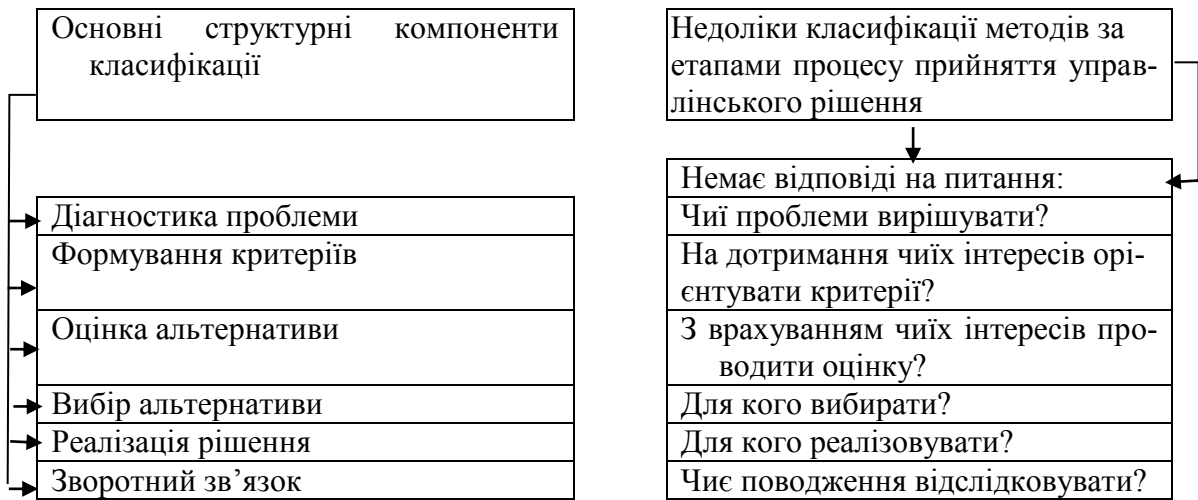 Основні структурні компоненти
класифікації
Недоліки класифікації методів за
етапами процесу прийняття управ-
лінського рішення
Немає відповіді на питання:
Діагностика проблеми
Чиї проблеми вирішувати?
Формування критеріїв
На дотримання чиїх інтересів орі-
єнтувати критерії?
Оцінка альтернативи
З врахуванням чиїх інтересів про-
водити оцінку?
Вибір альтернативи
Для кого вибирати?
Реалізація рішення
Для кого реалізовувати?
Зворотний зв’язок
Чиє поводження відслідковувати?